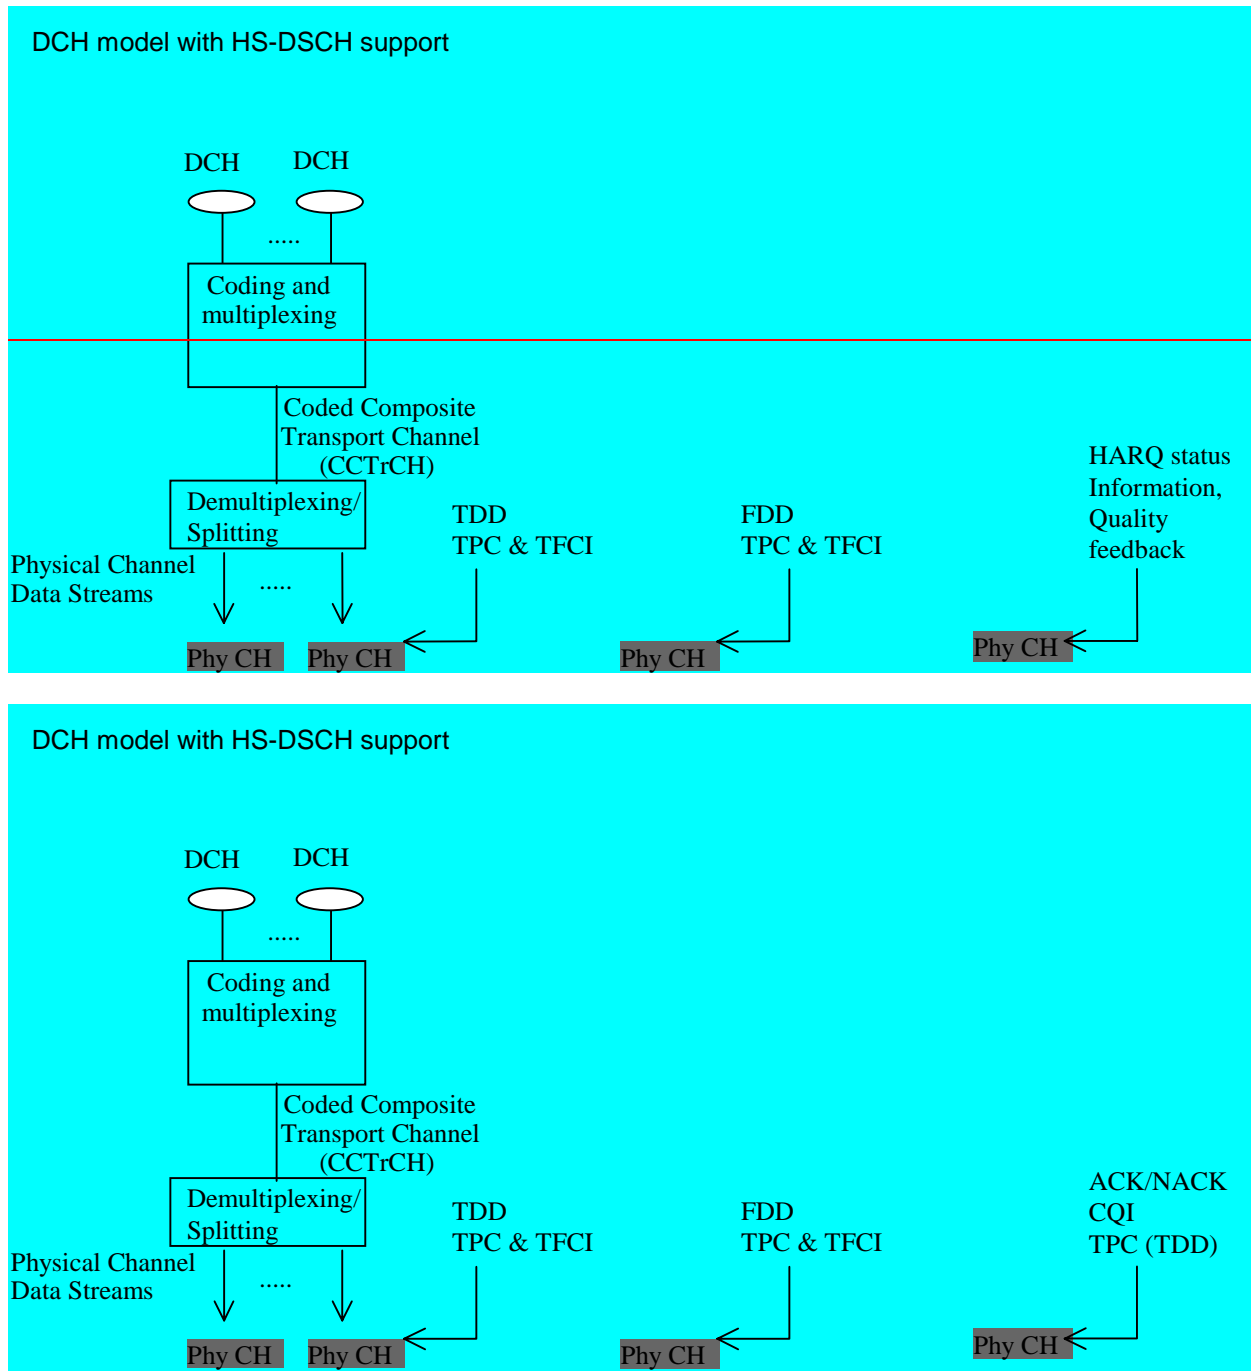 DCH model with HS-DSCH support
DCH
DCH
.....
Coding and
multiplexing
Coded Composite
Transport Channel
(CCTrCH)
Demultiplexing/
Splitting
Physical Channel
Data Streams
.....
TDD
TPC & TFCI
FDD
TPC & TFCI
HARQ status
Information,
Quality
feedback
Phy CH
Phy CH
Phy CH
Phy CH
DCH model with HS-DSCH support
DCH
DCH
.....
Coding and
multiplexing
Coded Composite
Transport Channel
(CCTrCH)
Demultiplexing/
Splitting
Physical Channel
Data Streams
.....
TDD
TPC & TFCI
FDD
TPC & TFCI
ACK/NACK
CQI
TPC (TDD)
Phy CH
Phy CH
Phy CH
Phy CH